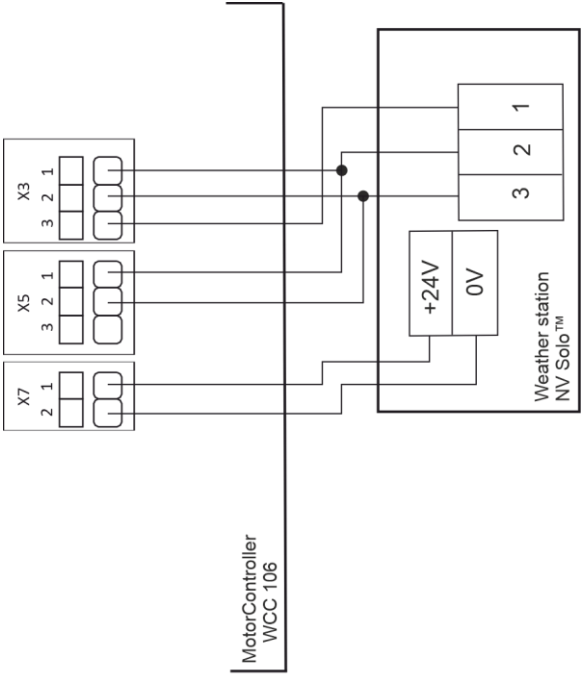 X3
1
2
3
X5
1
2
3
X7
1
2
MotorController
WCC 106
1
2
3
+24V
0V
Weather station
NV Solo™